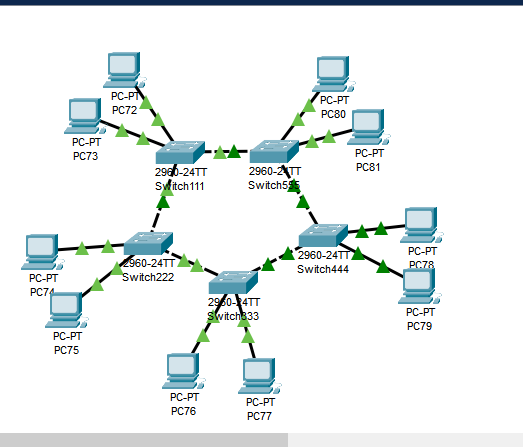 PC-PT
PC72
PC-PT
PC80
PC-PT
PC73
PC-PT
PC81
2960-24TT
Switch111
2960-24TT
Switch555
PC-PT
PC74
2960-24TT
Switch222
2960-24TT
Switch444
PC-PT
PC78
2960-24TT
Switch333
PC-PT
PC75
PC-PT
PC79
PC-PT
PC76
PC-PT
PC77